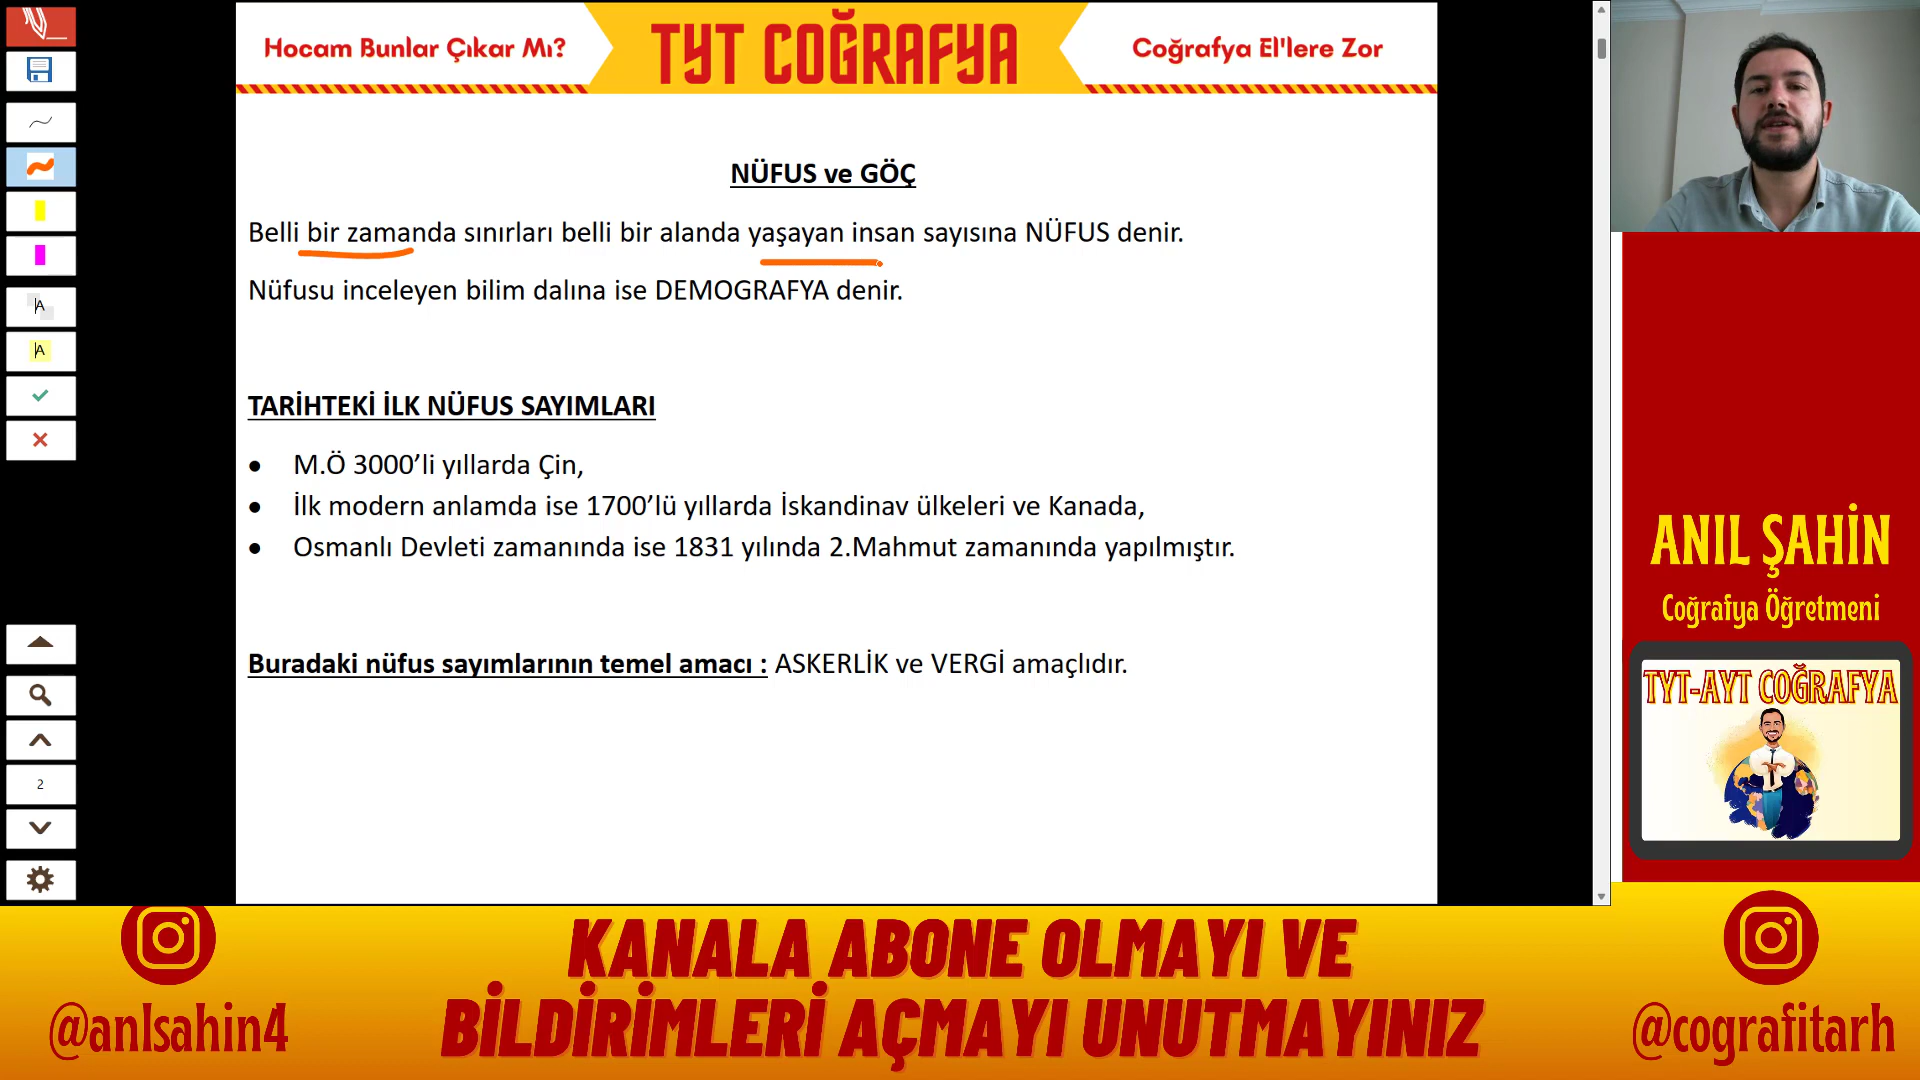 Hocam Bunlar Çıkar Mı?
TYT COĞRAFYA
Coğrafya El'lere Zor
NÜFUS ve GÖÇ
Belli bir zamanda sınırları belli bir alanda yaşayan insan sayısına NÜFUS denir.
Nüfusu inceleyen bilim dalına ise DEMOGRAFYA denir.
TARİHTEKİ İLK NÜFUS SAYIMLARI
• M.Ö 3000’li yıllarda Çin,
• İlk modern anlamda ise 1700’lü yıllarda İskandinav ülkeleri ve Kanada,
• Osmanlı Devleti zamanında ise 1831 yılında 2.Mahmut zamanında yapılmıştır.
Buradaki nüfus sayımlarının temel amacı : ASKERLİK ve VERGİ amaçlıdır.
A
A
2
ANIL ŞAHİN
Coğrafya Öğretmeni
TYT-AYT COĞRAFYA
KANALA ABONE OLMAYI VE
BİLDİRİMLERİ AÇMAYI UNUTMAYINIZ
@anlsahin4
@cografitarh